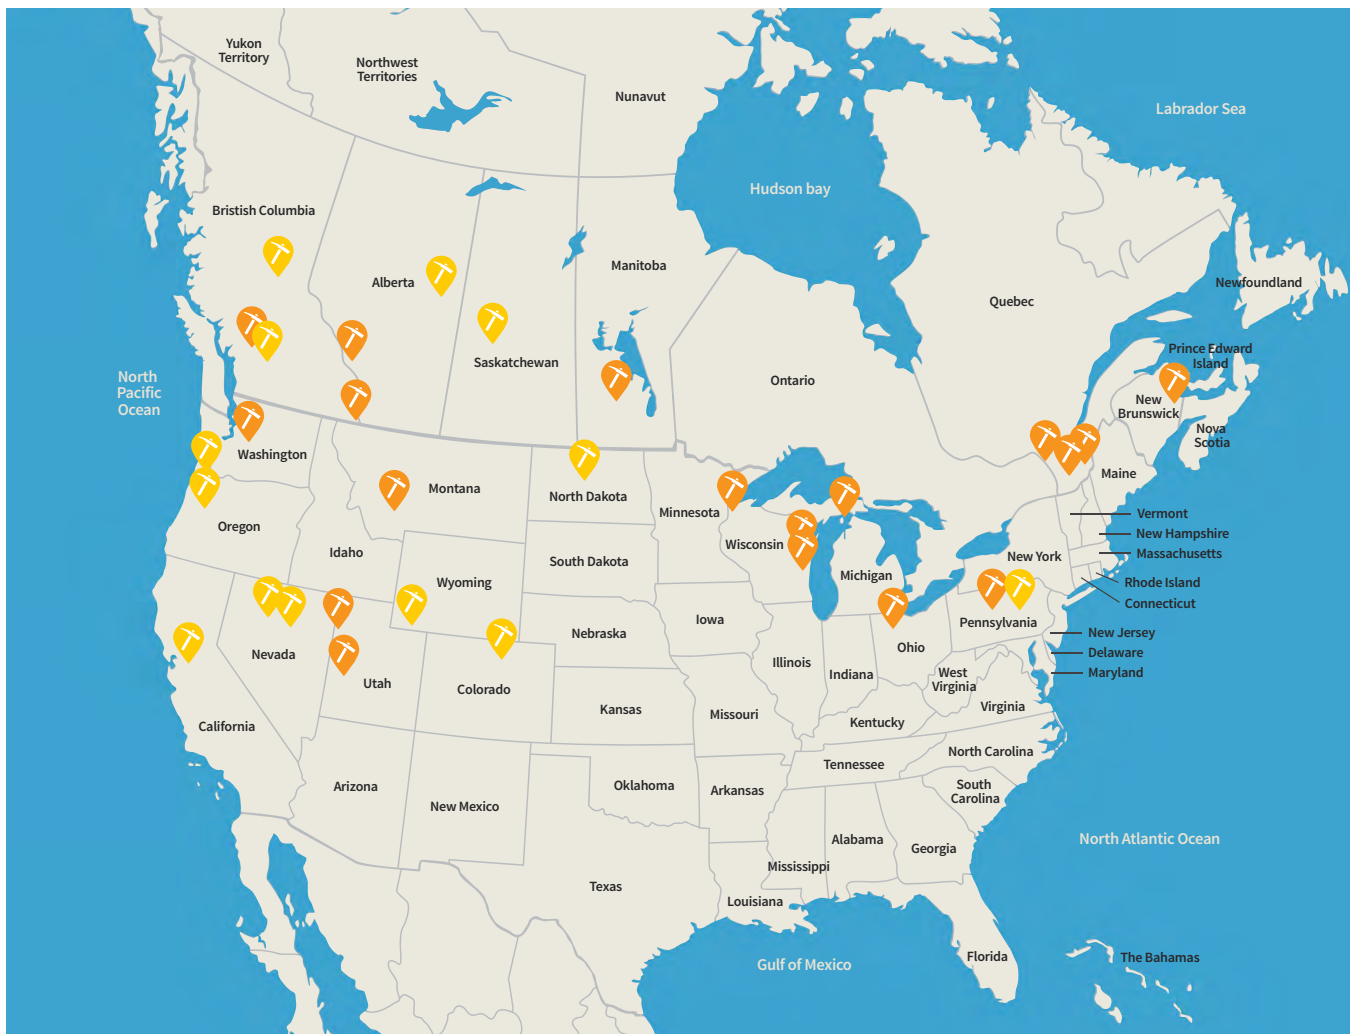 Yukon
Territory
Northwest
Territories
Nunavut
Labrador Sea
Hudson bay
Bristish Columbia
Alberta
Manitoba
Saskatchewan
Quebec
Newfoundland
Ontario
Prince Edward
Island
New
Brunswick
Nova
Scotia
North
Pacific
Ocean
Washington
Montana
North Dakota
Minnesota
Maine
Oregon
Idaho
Wisconsin
Michigan
New York
Vermont
New Hampshire
Massachusetts
Rhode Island
Connecticut
South Dakota
Wyoming
Iowa
Pennsylvania
New Jersey
Delaware
Maryland
Nebraska
Nevada
Utah
Colorado
Illinois
Indiana
Ohio
West
Virginia
Virginia
California
Kansas
Missouri
Kentucky
North Carolina
Tennessee
South
Carolina
Arizona
New Mexico
Oklahoma
Arkansas
Alabama
Georgia
Mississippi
North Atlantic Ocean
Texas
Louisiana
Florida
Gulf of Mexico
The Bahamas